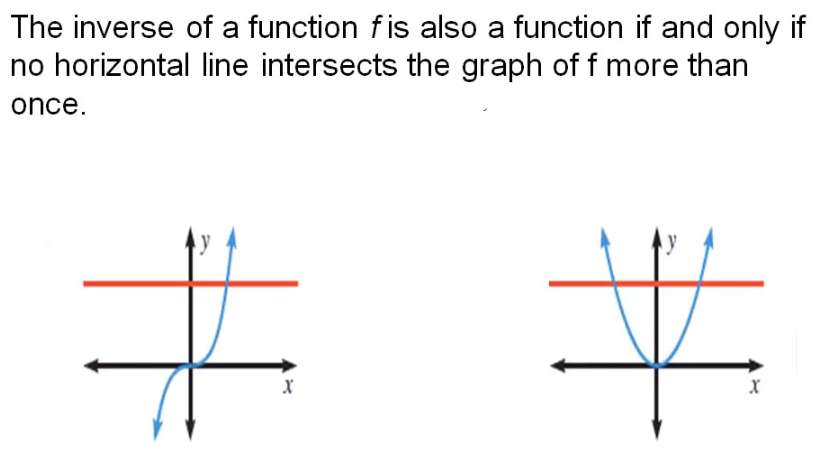 The inverse of a function f is also a function if and only if
no horizontal line intersects the graph of f more than
once.
y
y
x
x